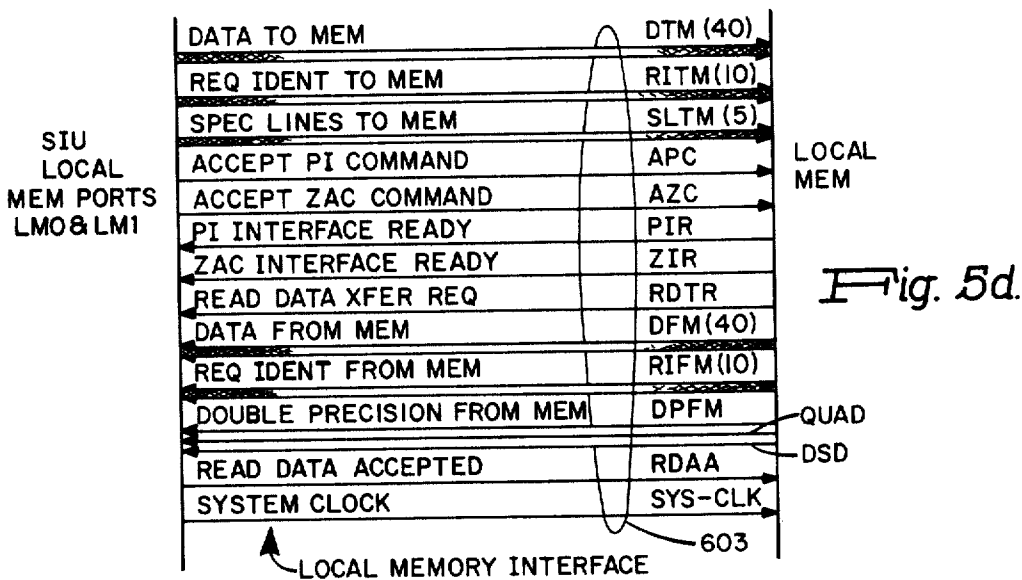 DATA TO MEM DTM (40)
REQ IDENT TO MEM RITM (10)
SPEC LINES TO MEM SLTM (5)
ACCEPT PI COMMAND APC
ACCEPT ZAC COMMAND AZC
PI INTERFACE READY PIR
ZAC INTERFACE READY ZIR
READ DATA XFER REQ RDTR
DATA FROM MEM DFM (40)
REQ IDENT FROM MEM RIFM (10)
DOUBLE PRECISION FROM MEM DPFM
QUAD
DSD
READ DATA ACCEPTED RDAA
SYSTEM CLOCK SYS-CLK
603
LOCAL MEMORY INTERFACE
SIU
LOCAL
MEM PORTS
LM0 & LM1
LOCAL
MEM
Fig. 5d.